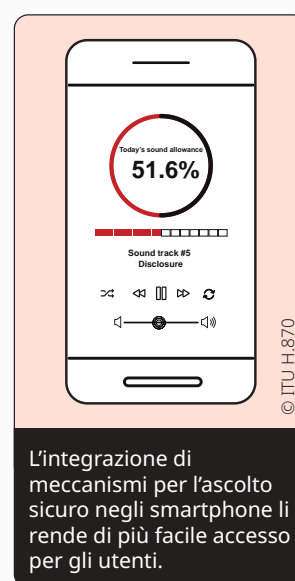 Today's sound allowance
51.6%
Sound track #5
Disclosure
© ITU H.870
L'integrazione di
meccanismi per l'ascolto
sicuro negli smartphone li
rende di più facile accesso
per gli utenti.